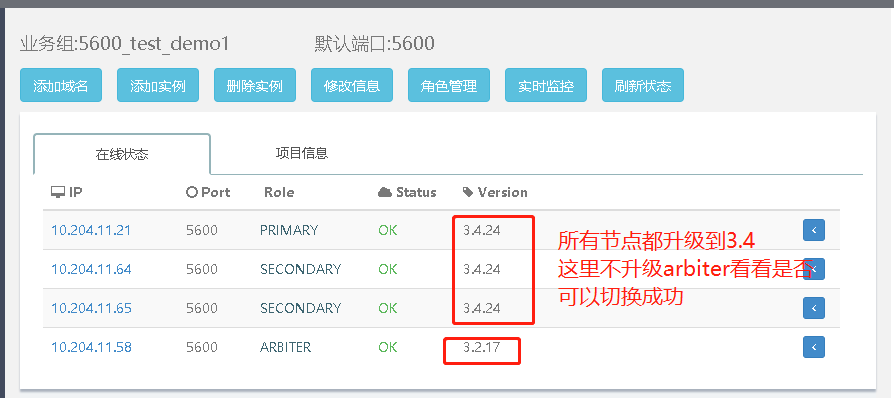 业务组:5600_test_demo1 默认端口:5600
添加域名 添加实例 删除实例 修改信息 角色管理 实时监控 刷新状态
在线状态 项目信息
IP Port Role Status Version
10.204.11.21 5600 PRIMARY OK 3.4.24
10.204.11.64 5600 SECONDARY OK 3.4.24
10.204.11.65 5600 SECONDARY OK 3.4.24
10.204.11.58 5600 ARBITER OK 3.2.17
所有节点都升级到3.4
这里不升级arbiter看看是否
可以切换成功